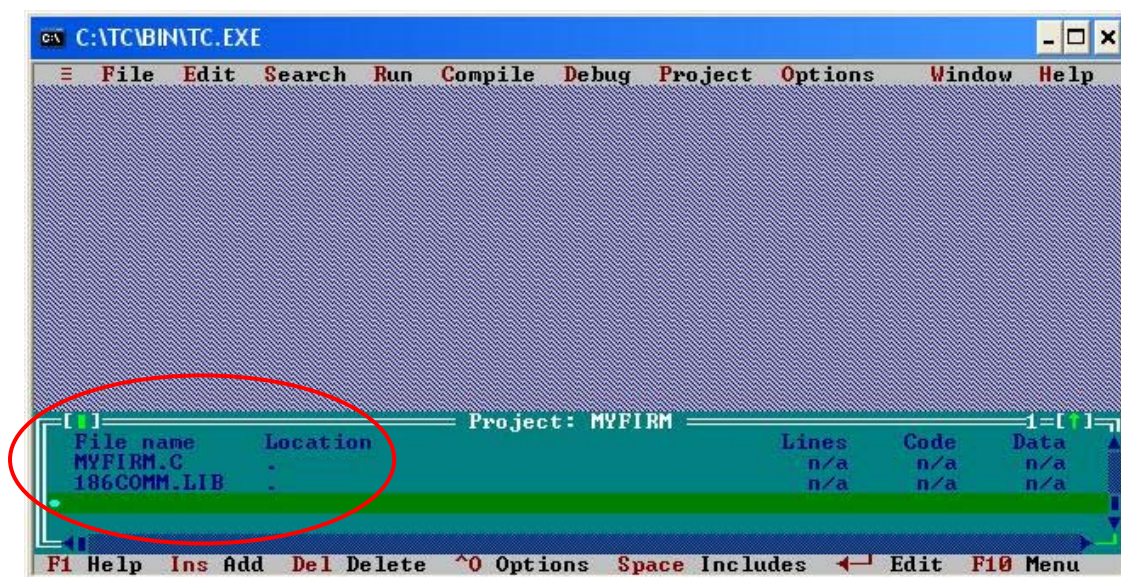 C:\TC\BIN\TC.EXE
≡ File Edit Search Run Compile Debug Project Options Window Help
[■] Project: MYFIRM 1=[↑]
File name Location Lines Code Data
MYFIRM.C . n/a n/a n/a
186COMM.LIB . n/a n/a n/a
F1 Help Ins Add Del Delete ^O Options Space Includes ◄┘ Edit F10 Menu